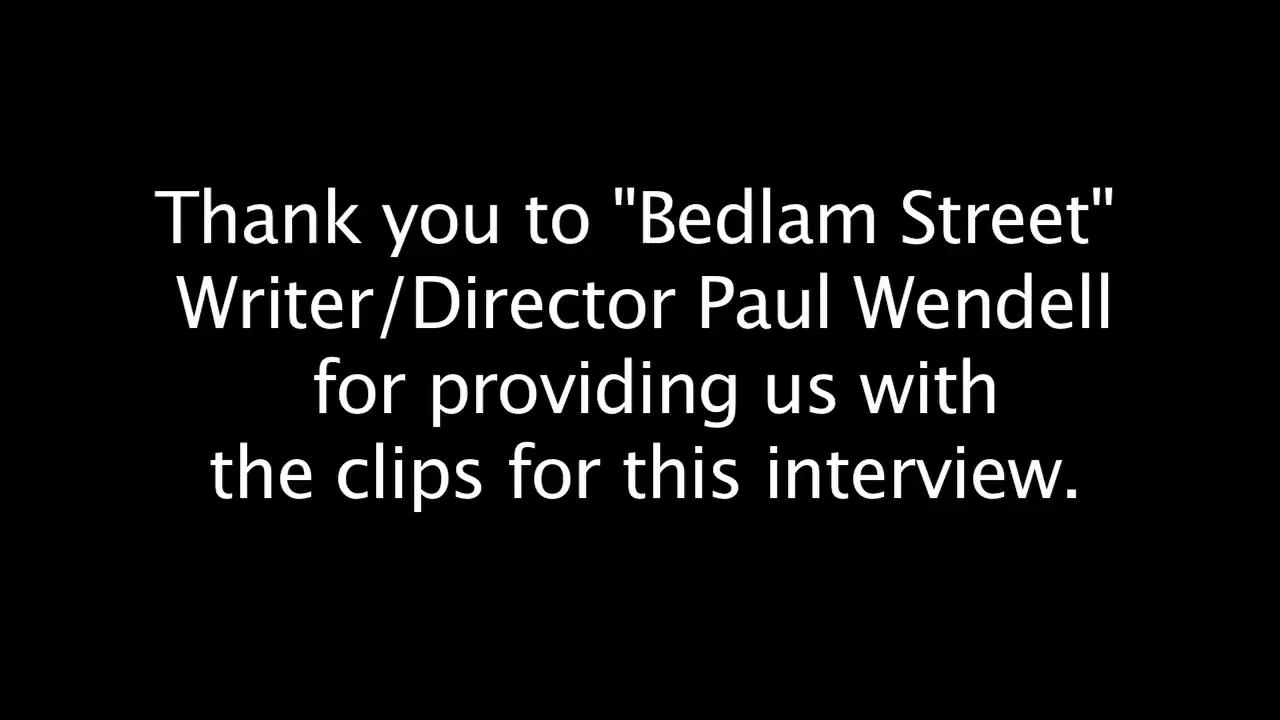 Thank you to "Bedlam Street"
Writer/Director Paul Wendell
for providing us with
the clips for this interview.